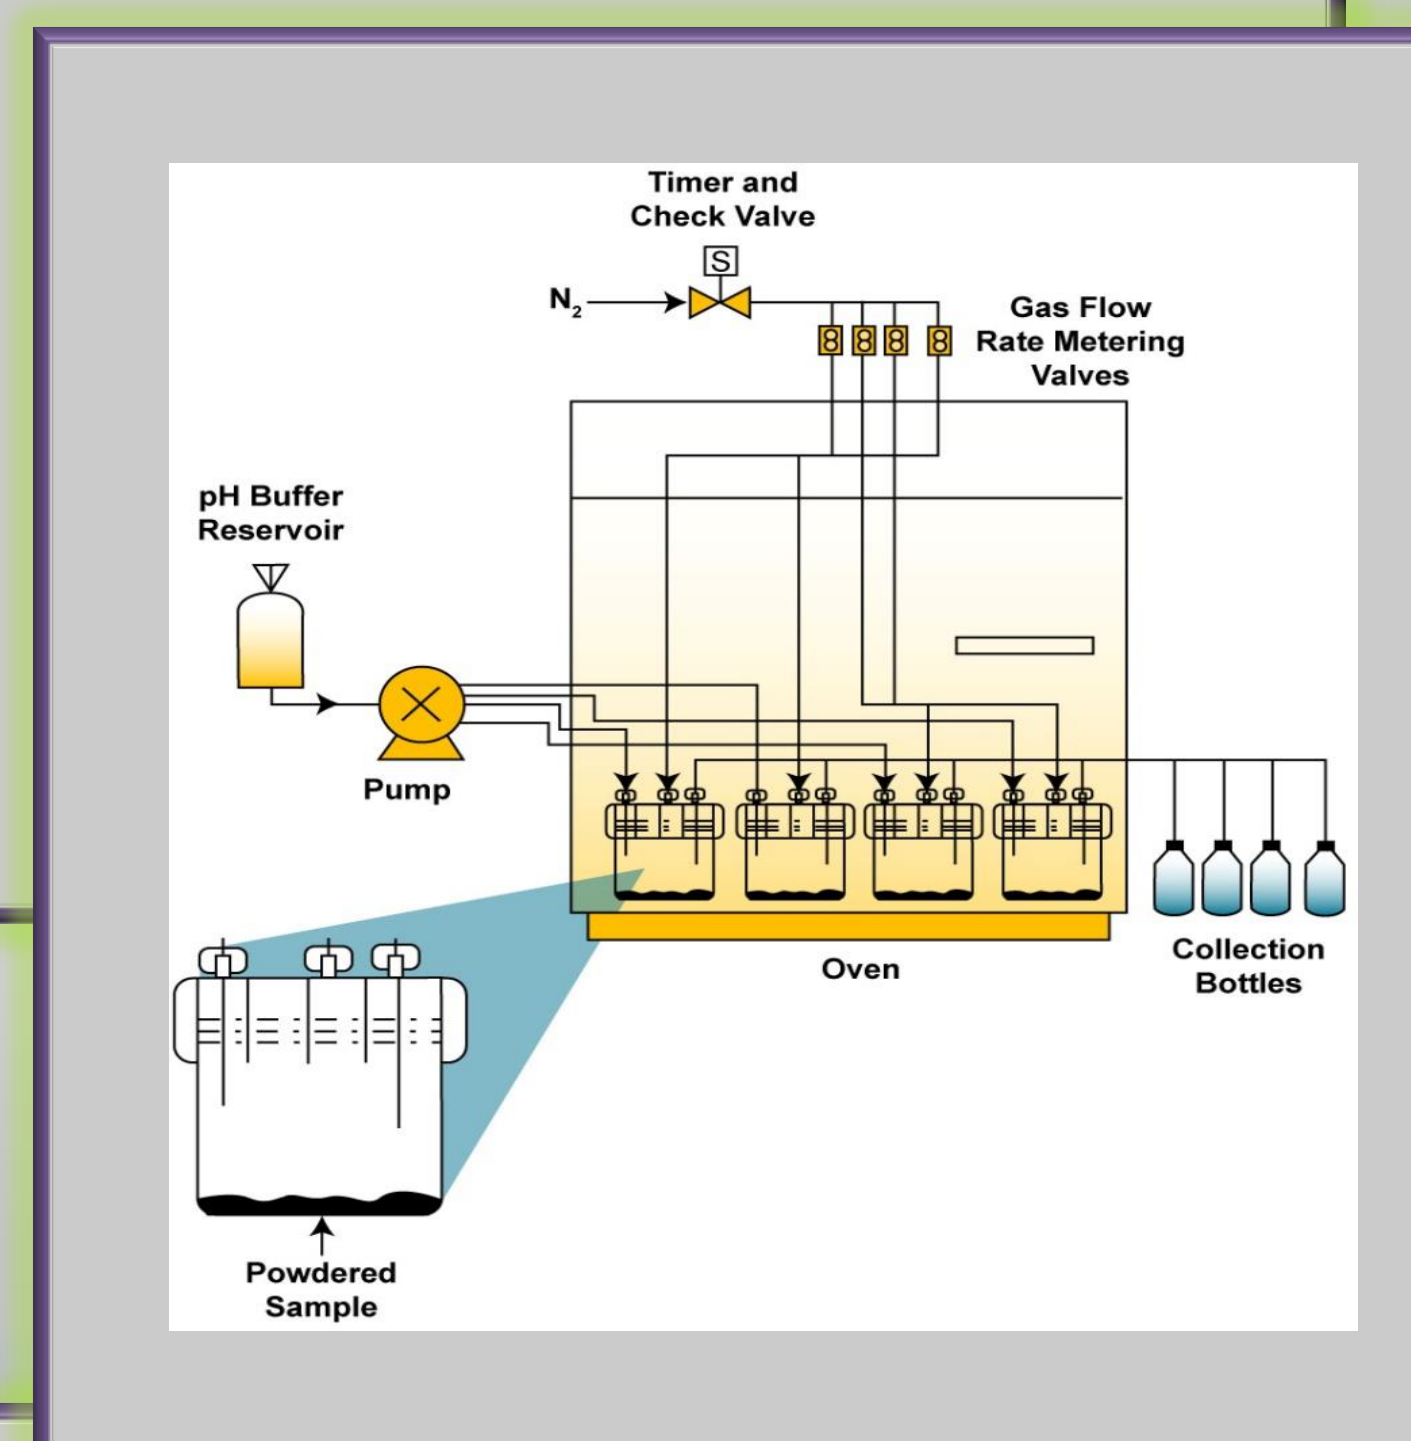 Timer and
Check Valve
S
N₂
Gas Flow
Rate Metering
Valves
8 8 8 8
pH Buffer
Reservoir
Pump
Oven
Collection
Bottles
Powdered
Sample